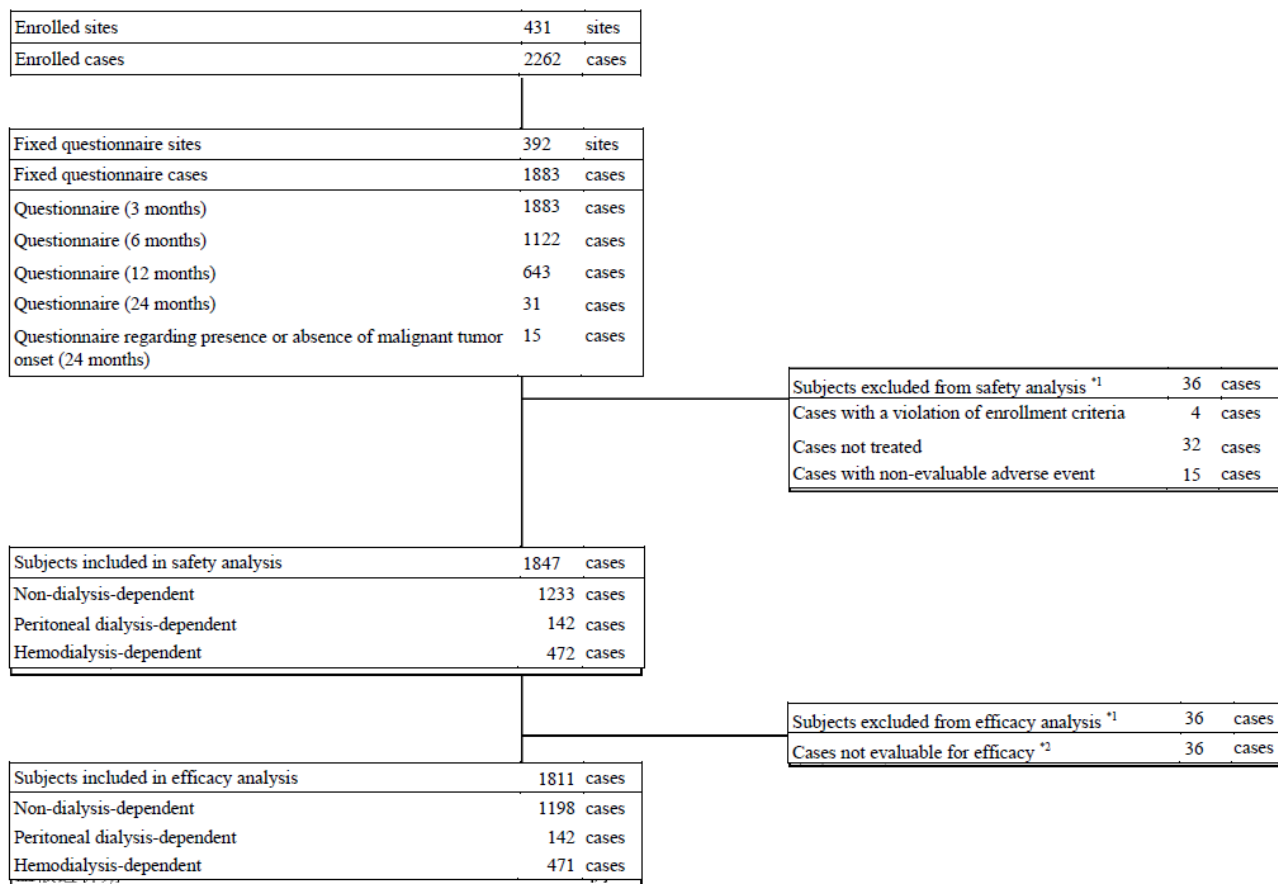 Enrolled sites 431 sites
Enrolled cases 2262 cases
Fixed questionnaire sites 392 sites
Fixed questionnaire cases 1883 cases
Questionnaire (3 months) 1883 cases
Questionnaire (6 months) 1122 cases
Questionnaire (12 months) 643 cases
Questionnaire (24 months) 31 cases
Questionnaire regarding presence or absence of malignant tumor 15 cases
onset (24 months)
Subjects excluded from safety analysis *1 36 cases
Cases with a violation of enrollment criteria 4 cases
Cases not treated 32 cases
Cases with non-evaluable adverse event 15 cases
Subjects included in safety analysis 1847 cases
Non-dialysis-dependent 1233 cases
Peritoneal dialysis-dependent 142 cases
Hemodialysis-dependent 472 cases
Subjects excluded from efficacy analysis *1 36 cases
Cases not evaluable for efficacy *2 36 cases
Subjects included in efficacy analysis 1811 cases
Non-dialysis-dependent 1198 cases
Peritoneal dialysis-dependent 142 cases
Hemodialysis-dependent 471 cases